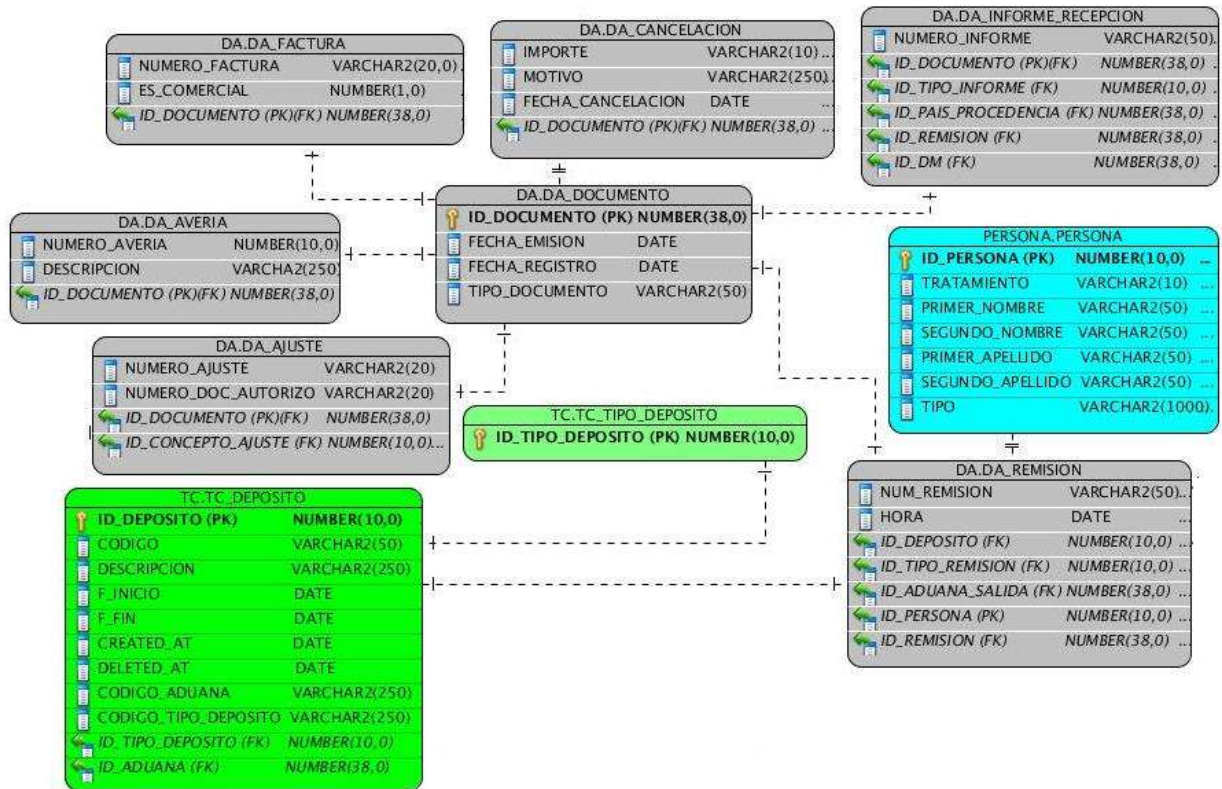 DA.DA_FACTURA
NUMERO_FACTURA VARCHAR2(20,0)..
ES_COMERCIAL NUMBER(1,0) ..
ID_DOCUMENTO (PK)(FK) NUMBER(38,0) ..
DA.DA_CANCELACION
IMPORTE VARCHAR2(10)...
MOTIVO VARCHAR2(250)..
FECHA_CANCELACION DATE ...
ID_DOCUMENTO (PK)(FK) NUMBER(38,0) ...
DA.DA_INFORME_RECEPCION
NUMERO_INFORME VARCHAR2(50)..
ID_DOCUMENTO (PK)(FK) NUMBER(38,0) ...
ID_TIPO_INFORME (FK) NUMBER(10,0) ...
ID_PAIS_PROCEDENCIA (FK) NUMBER(38,0) ...
ID_REMISION (FK) NUMBER(38,0) ...
ID_DM (FK) NUMBER(38,0) ...
DA.DA_DOCUMENTO
ID_DOCUMENTO (PK) NUMBER(38,0)
FECHA_EMISION DATE
FECHA_REGISTRO DATE
TIPO_DOCUMENTO VARCHAR2(50)
DA.DA_AVERIA
NUMERO_AVERIA NUMBER(10,0)
DESCRIPCION VARCHA2(250)
ID_DOCUMENTO (PK)(FK) NUMBER(38,0)
PERSONA.PERSONA
ID_PERSONA (PK) NUMBER(10,0) ...
TRATAMIENTO VARCHAR2(10) ...
PRIMER_NOMBRE VARCHAR2(50) ...
SEGUNDO_NOMBRE VARCHAR2(50) ...
PRIMER_APELLIDO VARCHAR2(50) ...
SEGUNDO_APELLIDO VARCHAR2(50) ...
TIPO VARCHAR2(1000)..
DA.DA_AJUSTE
NUMERO_AJUSTE VARCHAR2(20)
NUMERO_DOC_AUTORIZO VARCHAR2(20)
ID_DOCUMENTO (PK)(FK) NUMBER(38,0)
ID_CONCEPTO_AJUSTE (FK) NUMBER(10,0)...
TC.TC_TIPO_DEPOSITO
ID_TIPO_DEPOSITO (PK) NUMBER(10,0)
DA.DA_REMISION
NUM_REMISION VARCHAR2(50)...
HORA DATE ...
ID_DEPOSITO (FK) NUMBER(10,0) ...
ID_TIPO_REMISION (FK) NUMBER(10,0) ...
ID_ADUANA_SALIDA (FK) NUMBER(38,0) ...
ID_PERSONA (PK) NUMBER(10,0) ...
ID_REMISION (FK) NUMBER(38,0) ...
TC.TC_DEPOSITO
ID_DEPOSITO (PK) NUMBER(10,0)
CODIGO VARCHAR2(50)
DESCRIPCION VARCHAR2(250)
F_INICIO DATE
F_FIN DATE
CREATED_AT DATE
DELETED_AT DATE
CODIGO_ADUANA VARCHAR2(250)
CODIGO_TIPO_DEPOSITO VARCHAR2(250)
ID_TIPO_DEPOSITO (FK) NUMBER(10,0)
ID_ADUANA (FK) NUMBER(38,0)